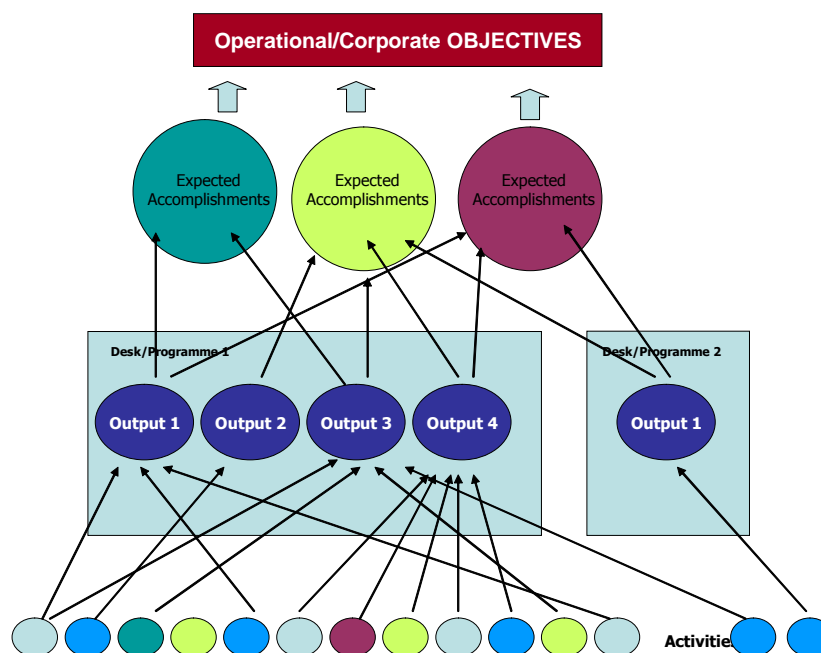 Operational/Corporate OBJECTIVES
Expected
Accomplishments
Expected
Accomplishments
Expected
Accomplishments
Desk/Programme 1
Desk/Programme 2
Output 1
Output 2
Output 3
Output 4
Output 1
Activitie